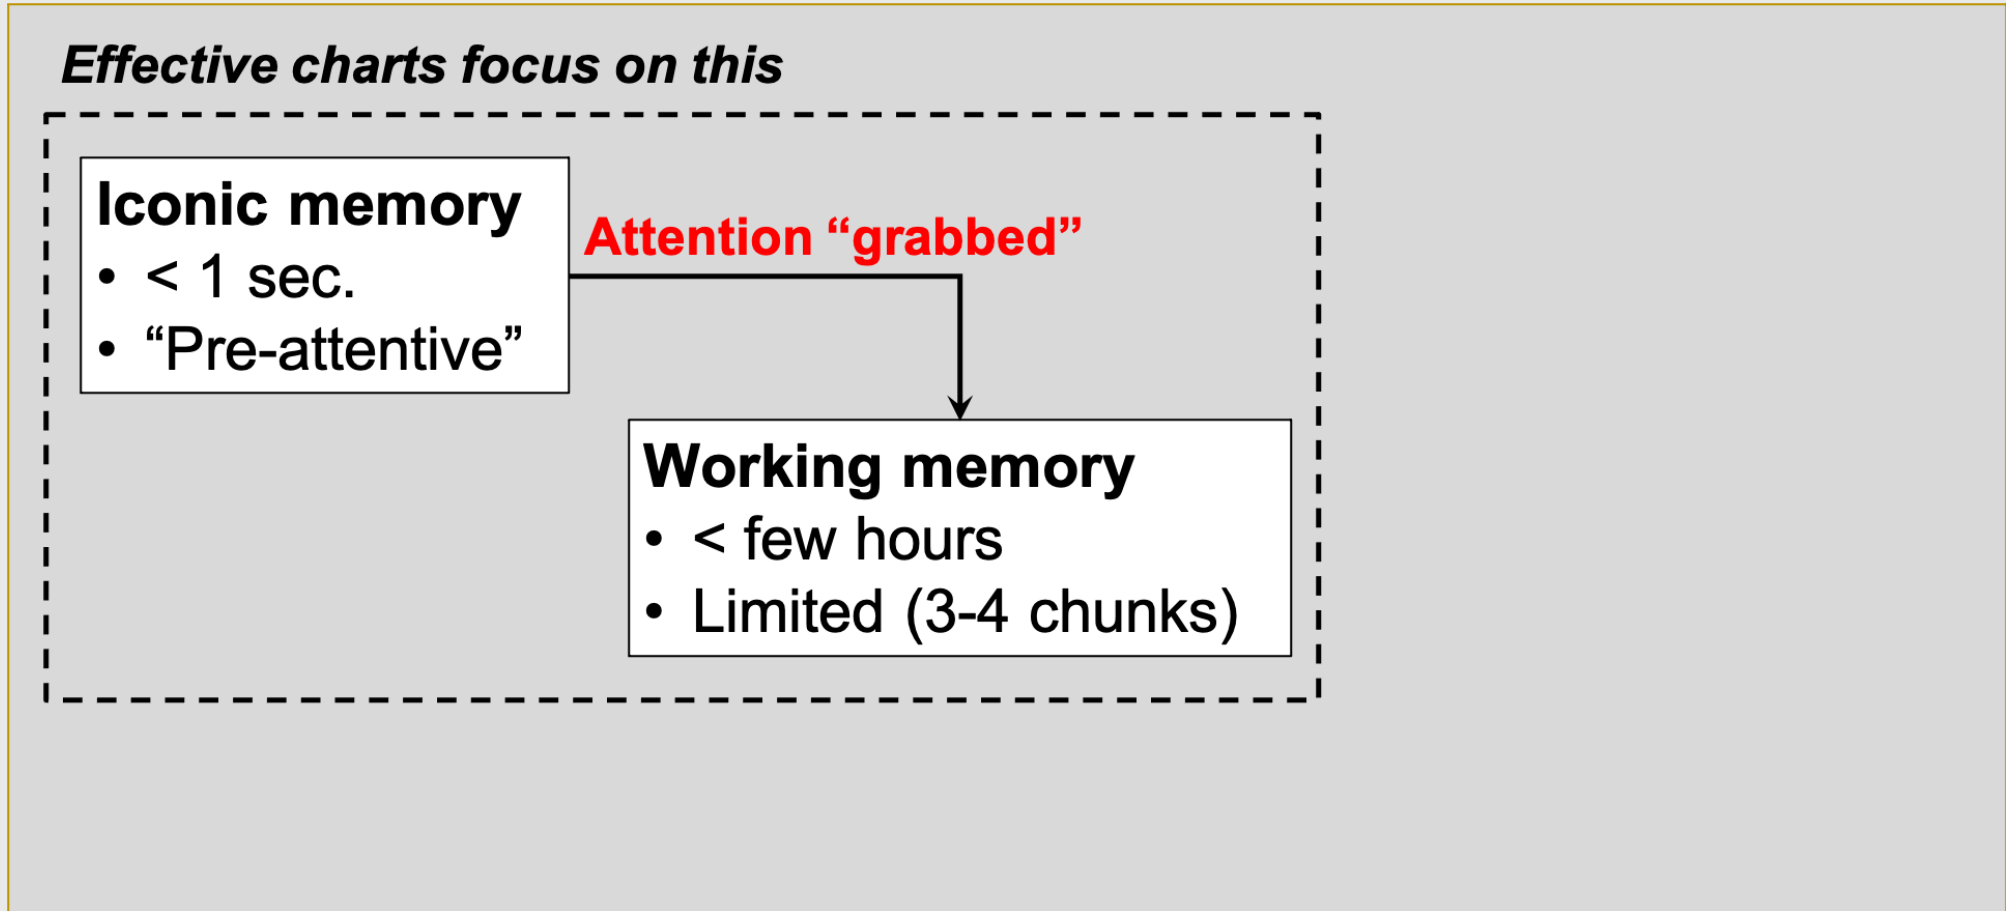 Effective charts focus on this
Iconic memory
• < 1 sec.
• “Pre-attentive”
Attention “grabbed”
Working memory
• < few hours
• Limited (3-4 chunks)